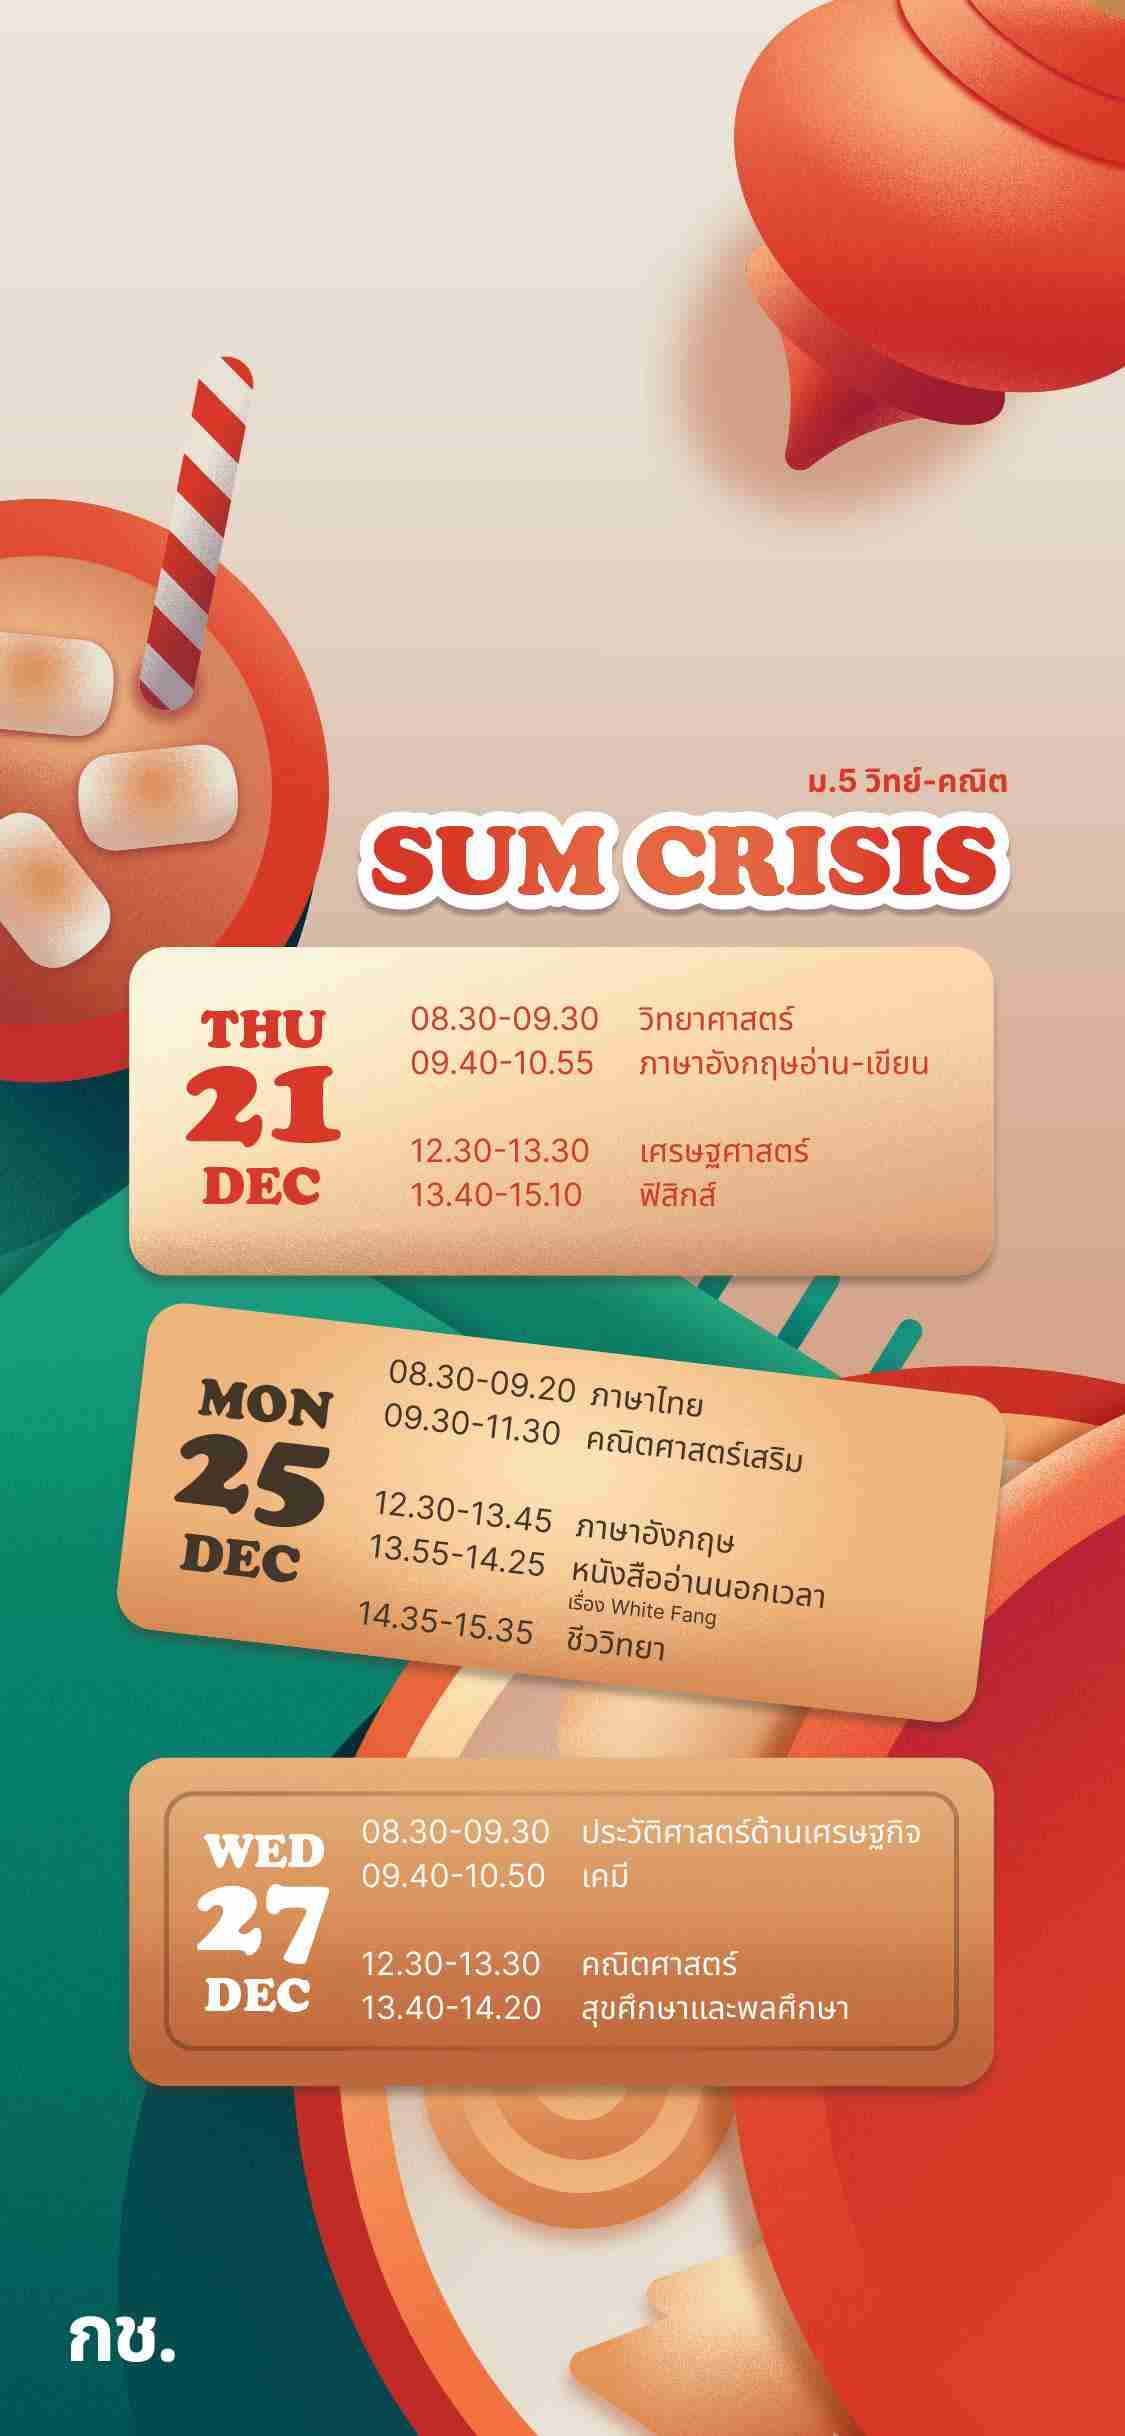 ม.5 วิทย์-คณิต
SUM CRISIS
THU
21
DEC
08.30-09.30 วิทยาศาสตร์
09.40-10.55 ภาษาอังกฤษอ่าน-เขียน
12.30-13.30 เศรษฐศาสตร์
13.40-15.10 ฟิสิกส์
MON
25
DEC
08.30-09.20 ภาษาไทย
09.30-11.30 คณิตศาสตร์เสริม
12.30-13.45 ภาษาอังกฤษ
13.55-14.25 หนังสืออ่านนอกเวลา
เรื่อง White Fang
14.35-15.35 ชีววิทยา
WED
27
DEC
08.30-09.30 ประวัติศาสตร์ด้านเศรษฐกิจ
09.40-10.50 เคมี
12.30-13.30 คณิตศาสตร์
13.40-14.20 สุขศึกษาและพลศึกษา
กช.